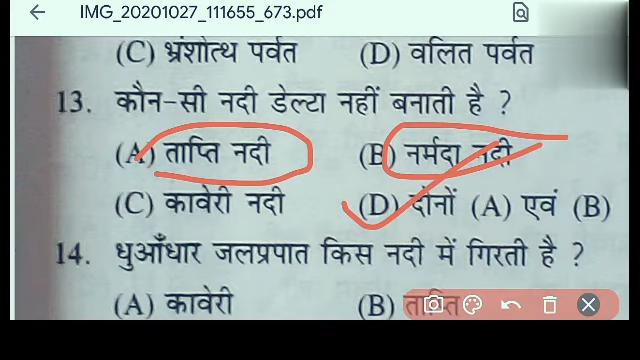 IMG_20201027_111655_673.pdf
(C) भ्रंशोत्थ पर्वत (D) वलित पर्वत
13. कौन-सी नदी डेल्टा नहीं बनाती है ?
(A) ताप्ति नदी (B) नर्मदा नदी
(C) कावेरी नदी (D) दोनों (A) एवं (B)
14. धुआँधार जलप्रपात किस नदी में गिरती है ?
(A) कावेरी (B) ताप्ति